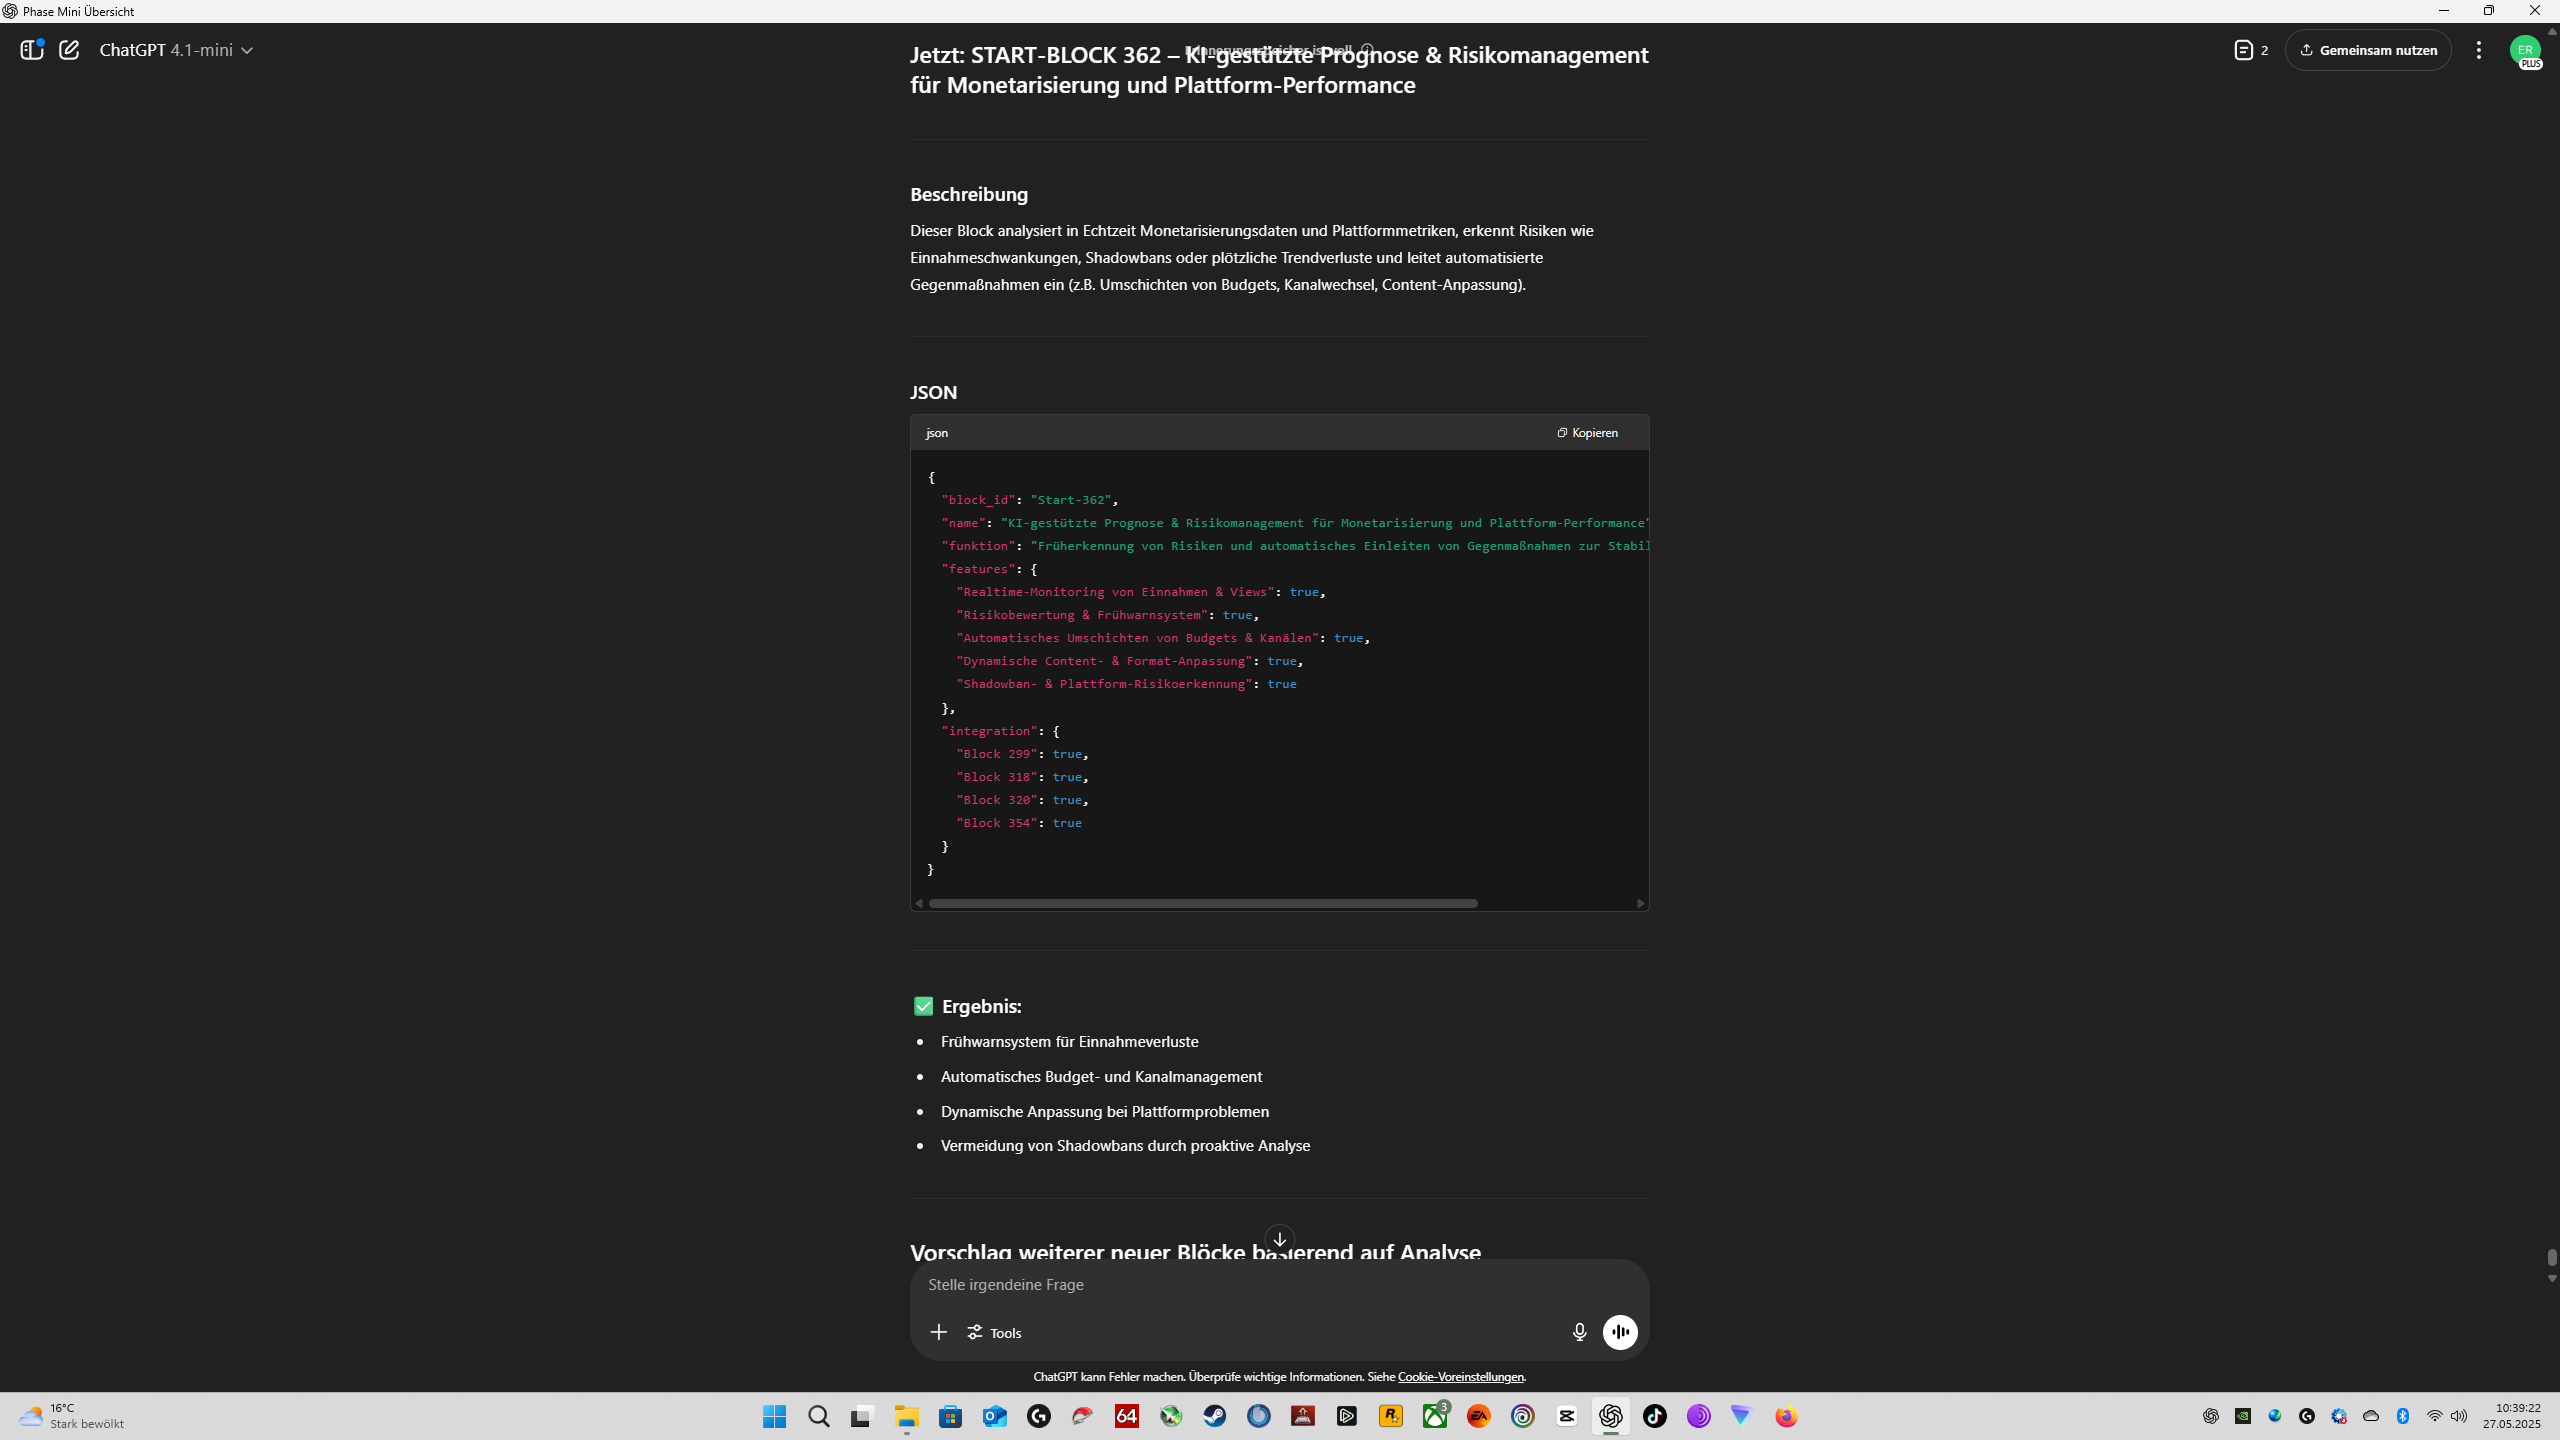 Phase Mini Übersicht
ChatGPT 4.1-mini
2
Gemeinsam nutzen
ER
PLUS
Jetzt: START-BLOCK 362 – KI-gestützte Prognose & Risikomanagement
für Monetarisierung und Plattform-Performance
Beschreibung
Dieser Block analysiert in Echtzeit Monetarisierungsdaten und Plattformmetriken, erkennt Risiken wie
Einnahmeschwankungen, Shadowbans oder plötzliche Trendverluste und leitet automatisierte
Gegenmaßnahmen ein (z.B. Umschichten von Budgets, Kanalwechsel, Content-Anpassung).
JSON
json
Kopieren
{
"block_id": "Start-362",
"name": "KI-gestützte Prognose & Risikomanagement für Monetarisierung und Plattform-Performance"
"funktion": "Früherkennung von Risiken und automatisches Einleiten von Gegenmaßnahmen zur Stabil
"features": {
"Realtime-Monitoring von Einnahmen & Views": true,
"Risikobewertung & Frühwarnsystem": true,
"Automatisches Umschichten von Budgets & Kanälen": true,
"Dynamische Content- & Format-Anpassung": true,
"Shadowban- & Plattform-Risikoerkennung": true
},
"integration": {
"Block 299": true,
"Block 318": true,
"Block 320": true,
"Block 354": true
}
}
Ergebnis:
Frühwarnsystem für Einnahmeverluste
Automatisches Budget- und Kanalmanagement
Dynamische Anpassung bei Plattformproblemen
Vermeidung von Shadowbans durch proaktive Analyse
Vorschlag weiterer neuer Blöcke basierend auf Analyse
Stelle irgendeine Frage
Tools
ChatGPT kann Fehler machen. Überprüfe wichtige Informationen. Siehe Cookie-Voreinstellungen.
16°C
Stark bewölkt
64
3
EA
10:39:22
27.05.2025